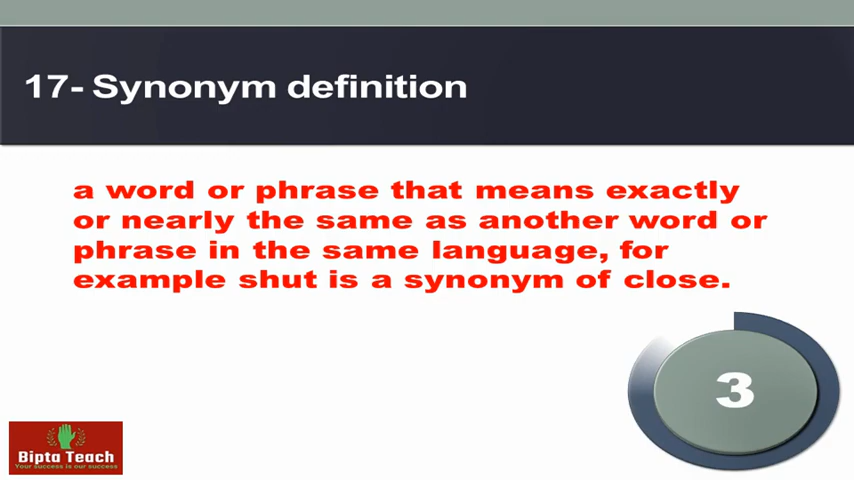 17- Synonym definition
a word or phrase that means exactly
or nearly the same as another word or
phrase in the same language, for
example shut is a synonym of close.
3
Bipta Teach
Your success is our success